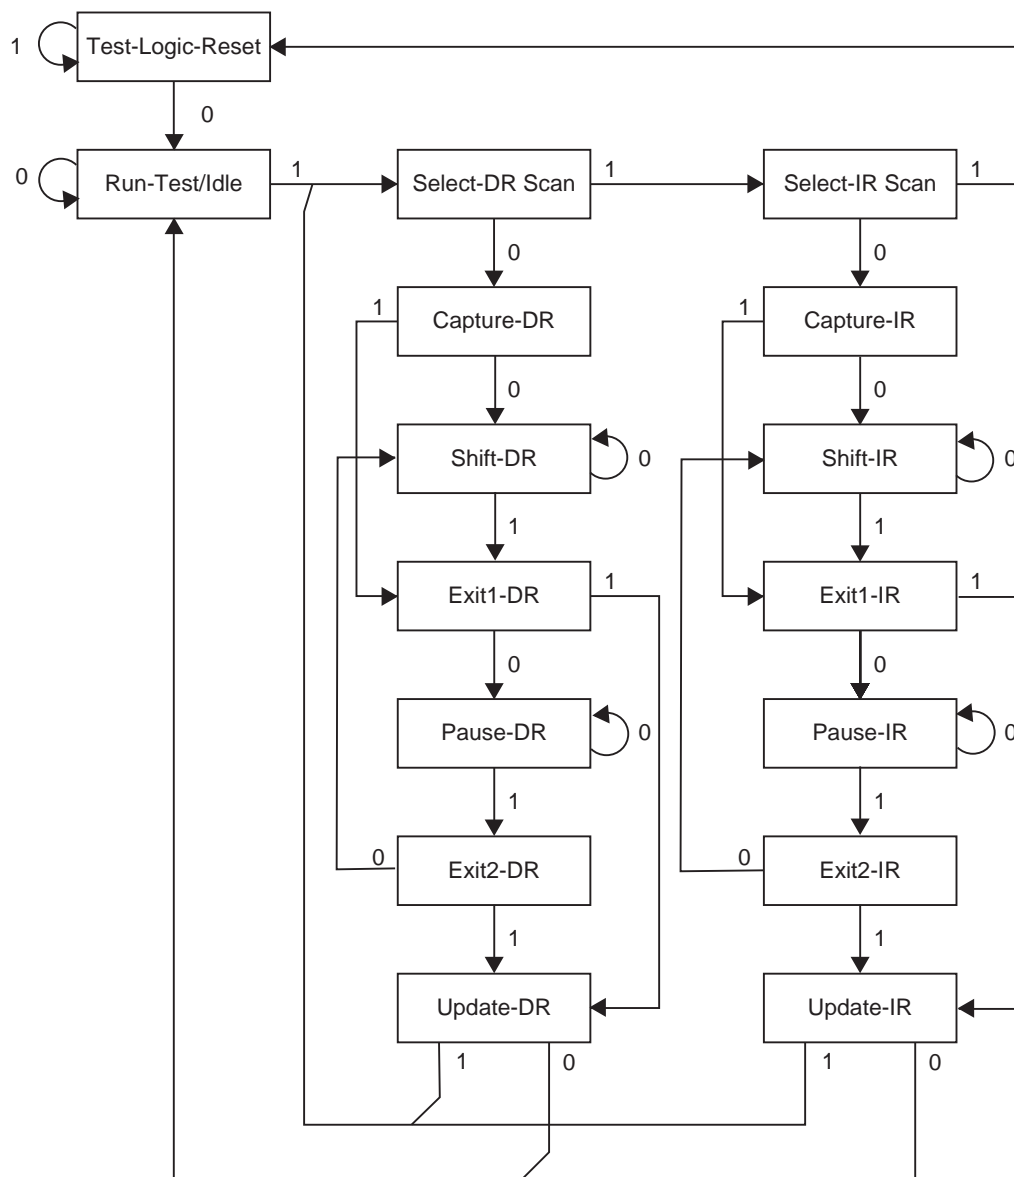 1
Test-Logic-Reset
0
0
Run-Test/Idle
1
Select-DR Scan
1
Select-IR Scan
1
0
0
1
Capture-DR
1
Capture-IR
0
0
Shift-DR
0
Shift-IR
0
1
1
Exit1-DR
1
Exit1-IR
1
0
0
Pause-DR
0
Pause-IR
0
1
1
0
Exit2-DR
0
Exit2-IR
1
1
Update-DR
Update-IR
1
0
1
0